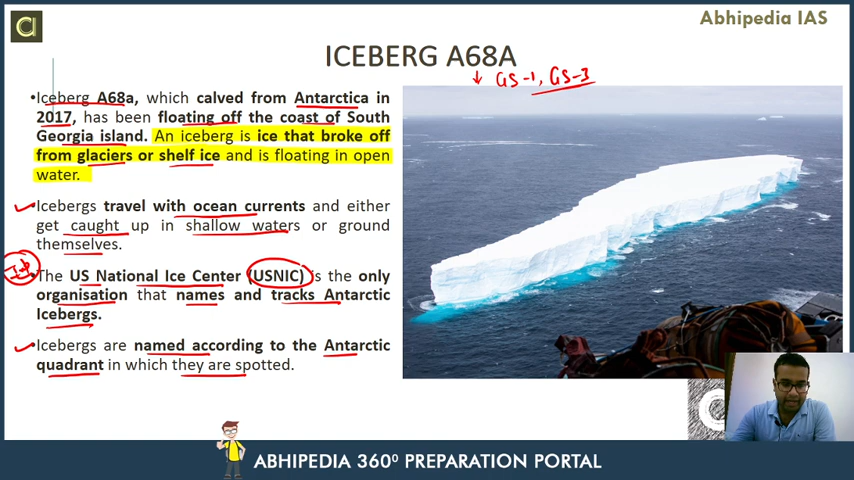 Abhipedia IAS
ICEBERG A68A
↓ GS-1, GS-3
•Iceberg A68a, which calved from Antarctica in
2017, has been floating off the coast of South
Georgia island. An iceberg is ice that broke off
from glaciers or shelf ice and is floating in open
water.
•Icebergs travel with ocean currents and either
get caught up in shallow waters or ground
themselves.
Imp
•The US National Ice Center (USNIC) is the only
organisation that names and tracks Antarctic
Icebergs.
•Icebergs are named according to the Antarctic
quadrant in which they are spotted.
ABHIPEDIA 360⁰ PREPARATION PORTAL